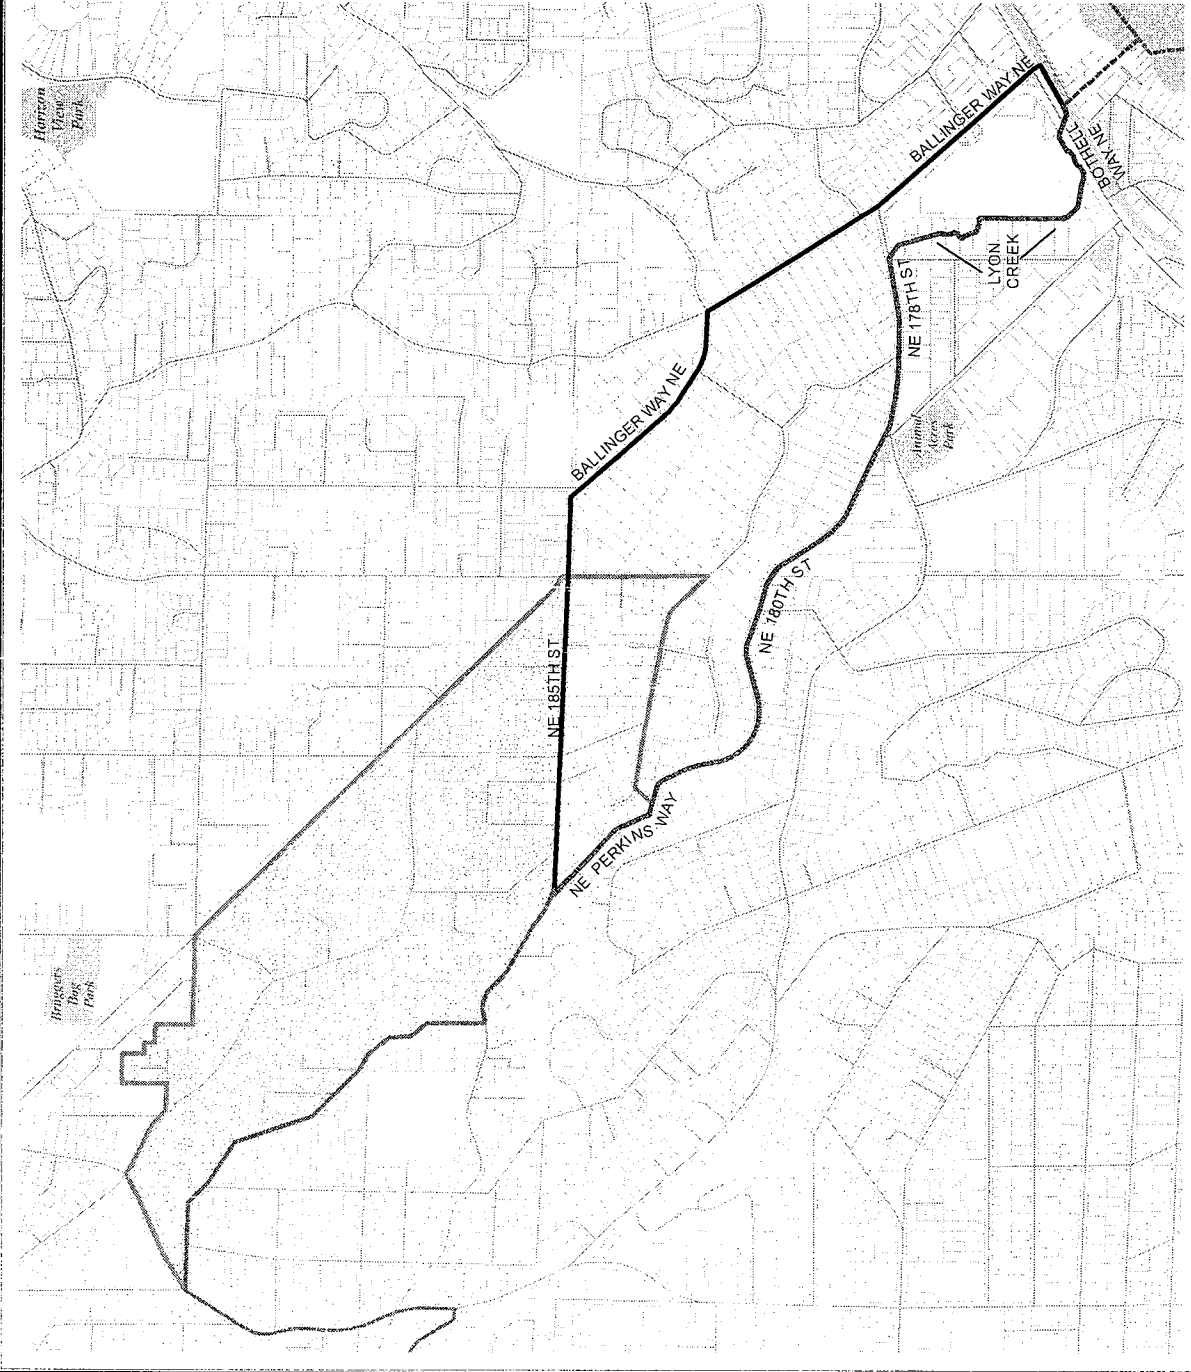 Horizon
View
Park
BALLINGER WAY NE
BOTHELL
WAY NE
LYON
CREEK
NE 178TH ST
BALLINGER WAY NE
Animal
Acres
Park
NE 180TH ST
NE 185TH ST
NE PERKINS WAY
Bruggers
Bog
Park